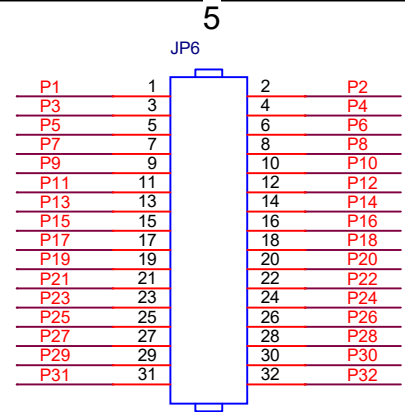 5
JP6
P1 1 2 P2
P3 3 4 P4
P5 5 6 P6
P7 7 8 P8
P9 9 10 P10
P11 11 12 P12
P13 13 14 P14
P15 15 16 P16
P17 17 18 P18
P19 19 20 P20
P21 21 22 P22
P23 23 24 P24
P25 25 26 P26
P27 27 28 P28
P29 29 30 P30
P31 31 32 P32